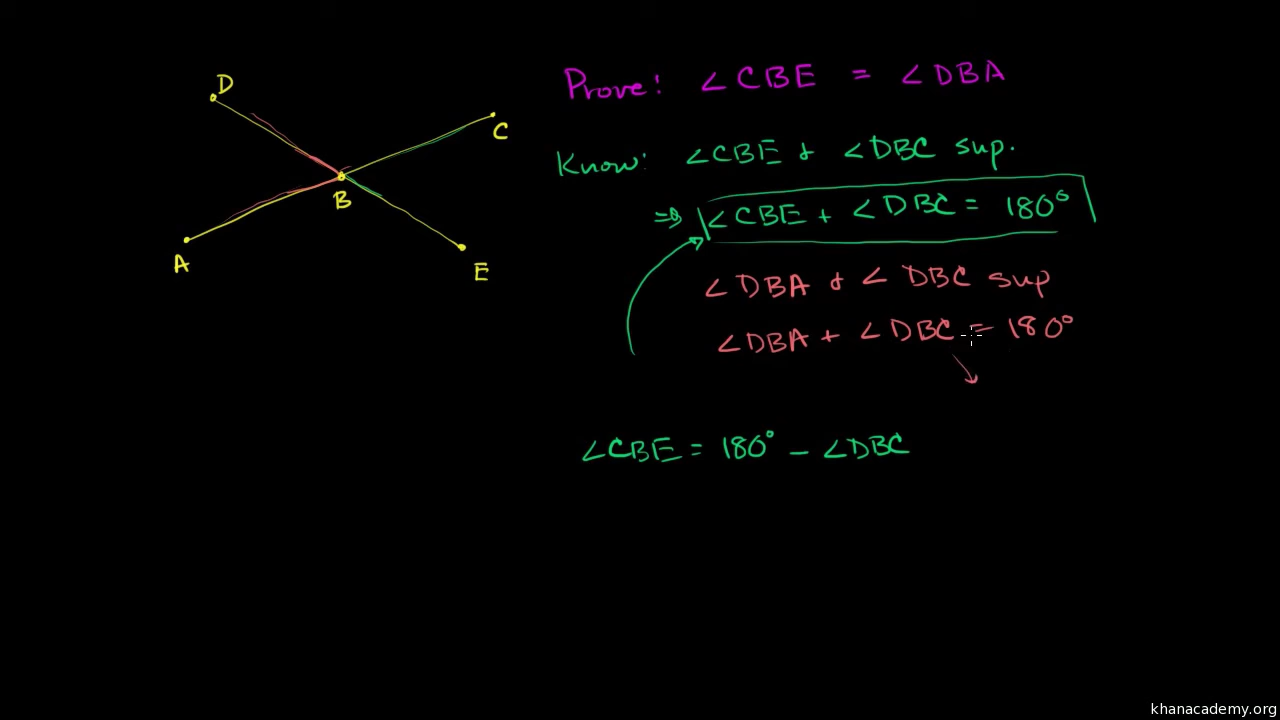 D
C
B
A
E
Prove: ∠CBE = ∠DBA
Know: ∠CBE & ∠DBC sup.
⇒ ∠CBE + ∠DBC = 180°
∠DBA & ∠DBC sup
∠DBA + ∠DBC = 180°
∠CBE = 180° − ∠DBC
khanacademy.org